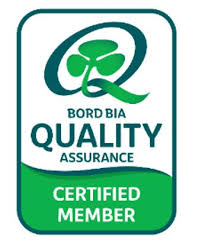 BORD BIA
QUALITY
ASSURANCE
CERTIFIED
MEMBER